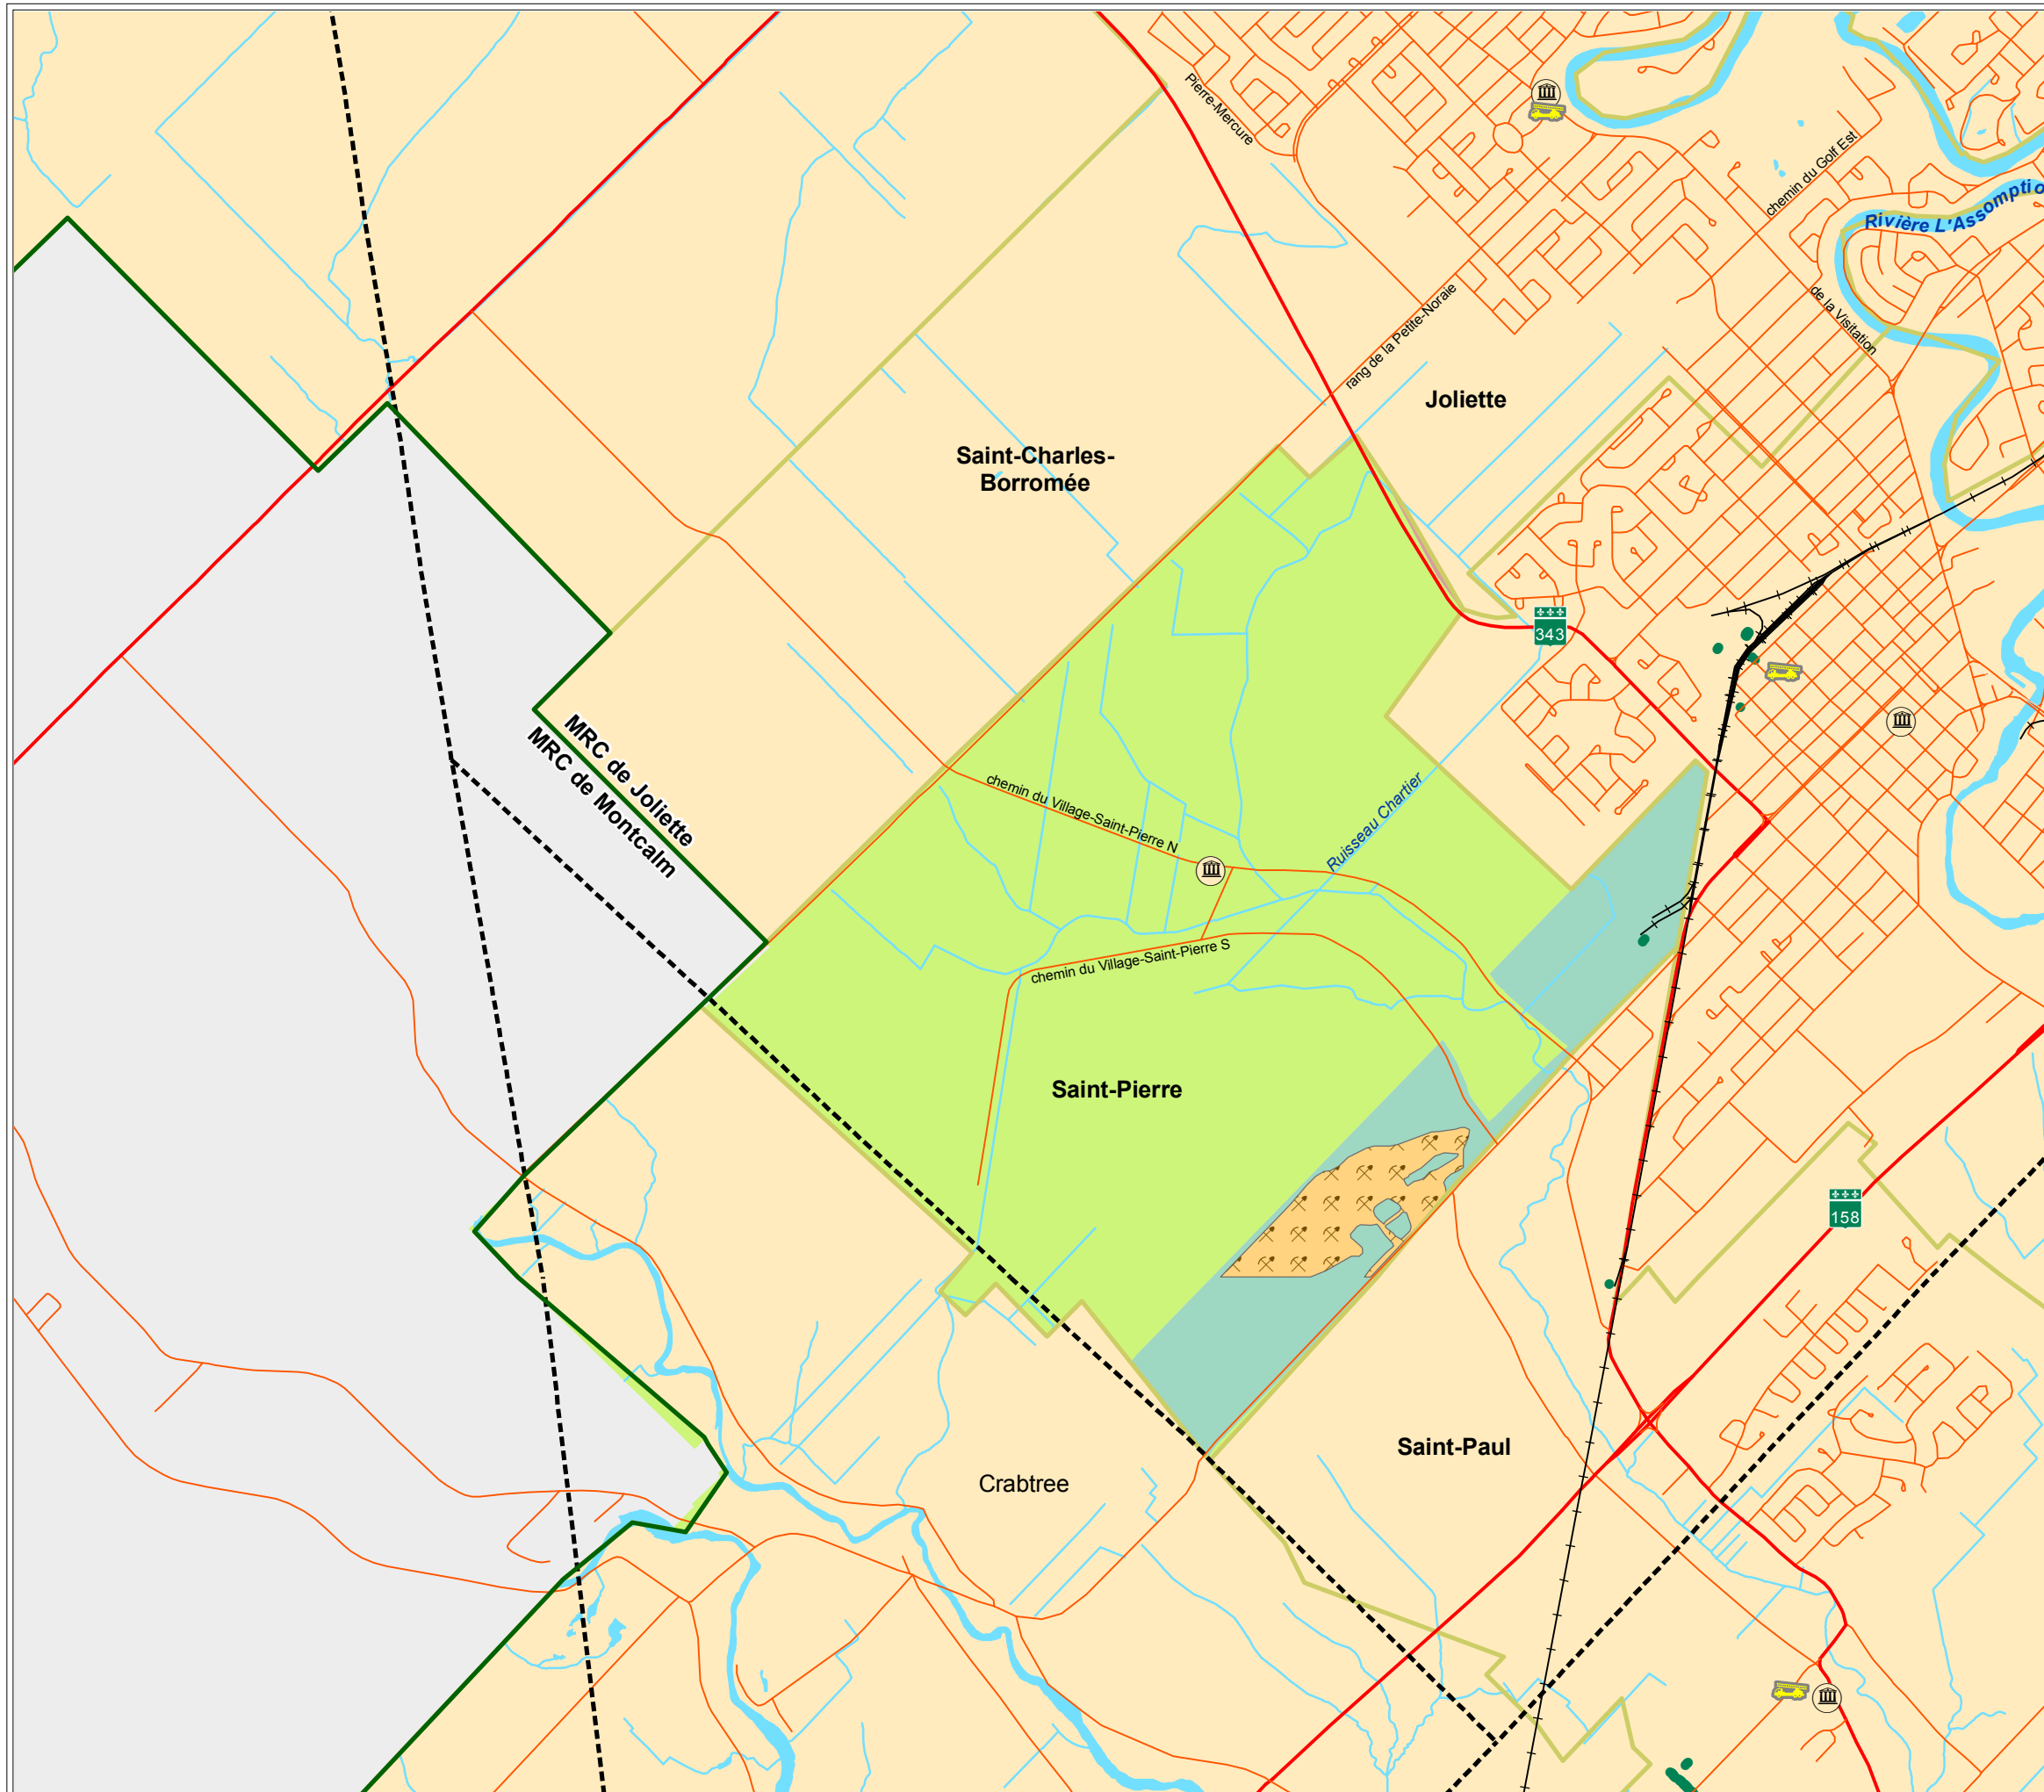 Pierre-Mercure
chemin du Golf Est
Rivière L'Assomptio
de la Visitation
rang de la Petite-Noraie
Joliette
Saint-Charles-
Borromée
343
MRC de Joliette
MRC de Montcalm
chemin du Village-Saint-Pierre N
Ruisseau Chartier
chemin du Village-Saint-Pierre S
Saint-Pierre
158
Saint-Paul
Crabtree